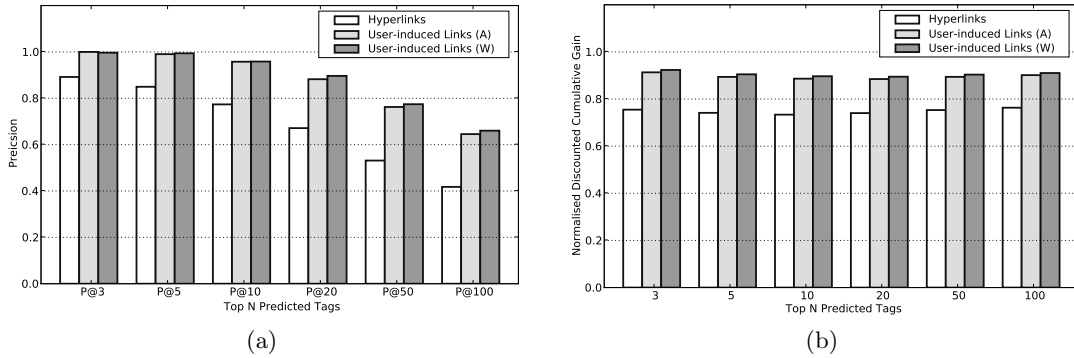 Hyperlinks
User-induced Links (A)
User-induced Links (W)
1.0
0.8
0.6
0.4
0.2
0.0
Preicsion
P@3 P@5 P@10 P@20 P@50 P@100
Top N Predicted Tags
(a)
Hyperlinks
User-induced Links (A)
User-induced Links (W)
1.0
0.8
0.6
0.4
0.2
0.0
Normalised Discounted Cumulative Gain
3 5 10 20 50 100
Top N Predicted Tags
(b)